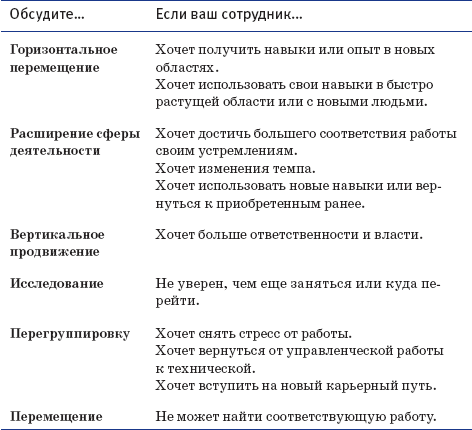 Обсудите... Если ваш сотрудник...
Горизонтальное Хочет получить навыки или опыт в новых
перемещение областях.
Хочет использовать свои навыки в быстро
растущей области или с новыми людьми.
Расширение сферы Хочет достичь большего соответствия работы
деятельности своим устремлениям.
Хочет изменения темпа.
Хочет использовать новые навыки или вер-
нуться к приобретенным ранее.
Вертикальное Хочет больше ответственности и власти.
продвижение
Исследование Не уверен, чем еще заняться или куда пе-
рейти.
Перегруппировку Хочет снять стресс от работы.
Хочет вернуться от управленческой работы
к технической.
Хочет вступить на новый карьерный путь.
Перемещение Не может найти соответствующую работу.